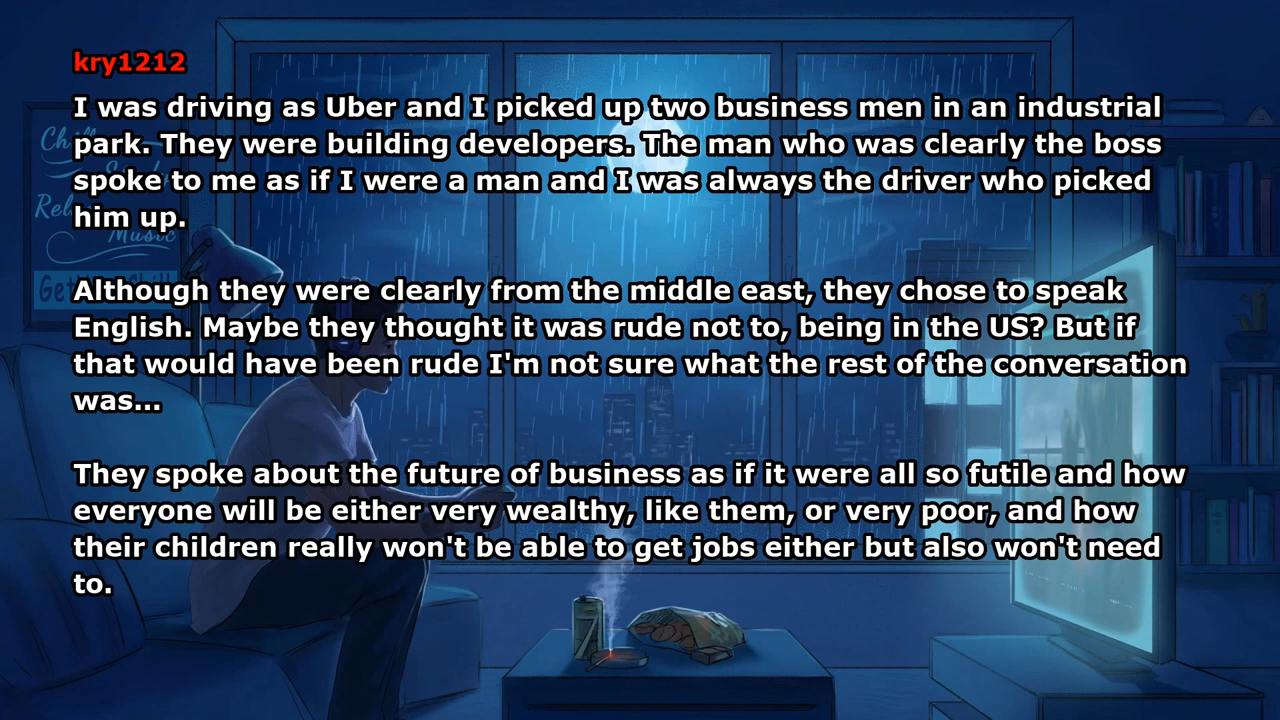 kry1212
I was driving as Uber and I picked up two business men in an industrial
park. They were building developers. The man who was clearly the boss
spoke to me as if I were a man and I was always the driver who picked
him up.
Although they were clearly from the middle east, they chose to speak
English. Maybe they thought it was rude not to, being in the US? But if
that would have been rude I'm not sure what the rest of the conversation
was...
They spoke about the future of business as if it were all so futile and how
everyone will be either very wealthy, like them, or very poor, and how
their children really won't be able to get jobs either but also won't need
to.
Music